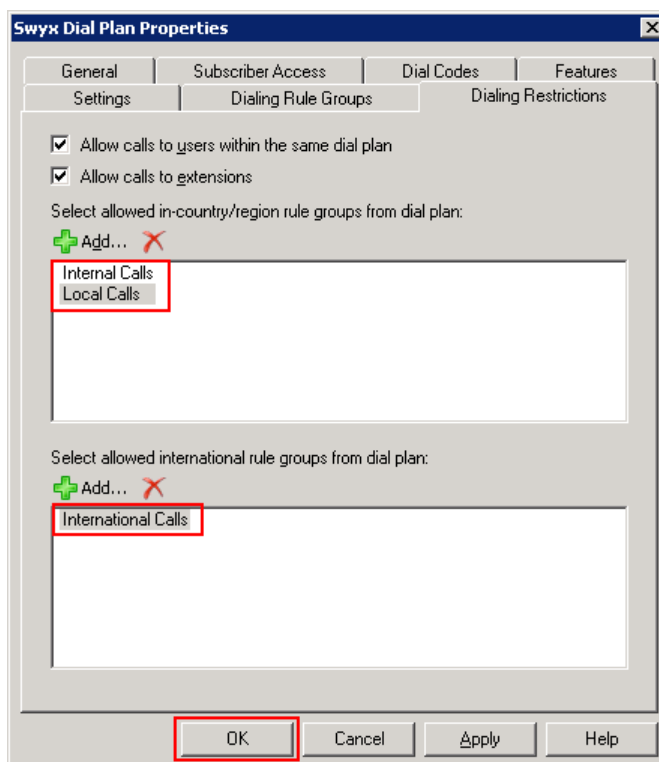 Swyx Dial Plan Properties
General Subscriber Access Dial Codes Features
Settings Dialing Rule Groups Dialing Restrictions
Allow calls to users within the same dial plan
Allow calls to extensions
Select allowed in-country/region rule groups from dial plan:
Add...
Internal Calls
Local Calls
Select allowed international rule groups from dial plan:
Add...
International Calls
OK Cancel Apply Help